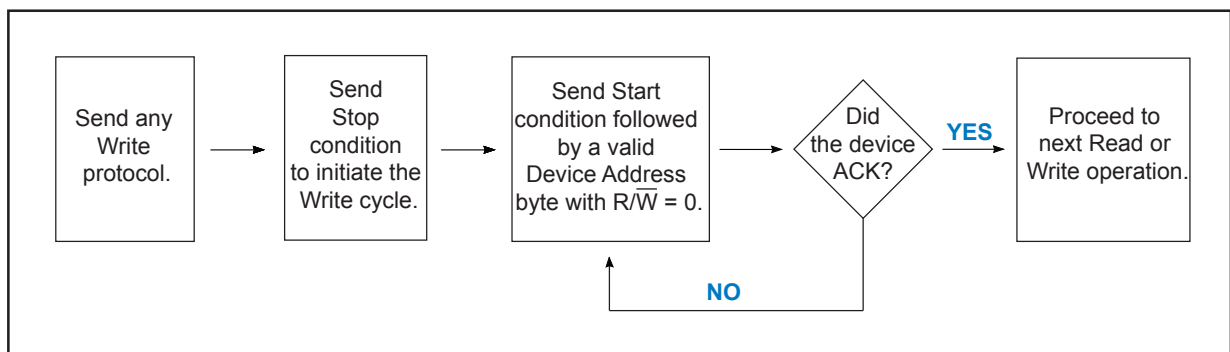 Send any
Write
protocol.
Send
Stop
condition
to initiate the
Write cycle.
Send Start
condition followed
by a valid
Device Address
byte with R/W̅ = 0.
Did
the device
ACK?
YES
Proceed to
next Read or
Write operation.
NO